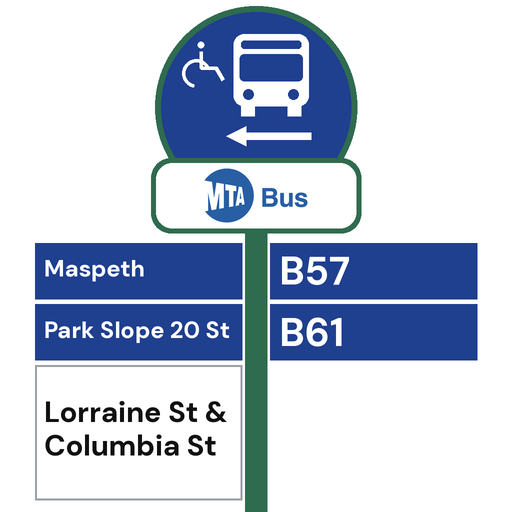 MTA Bus
Maspeth B57
Park Slope 20 St B61
Lorraine St &
Columbia St